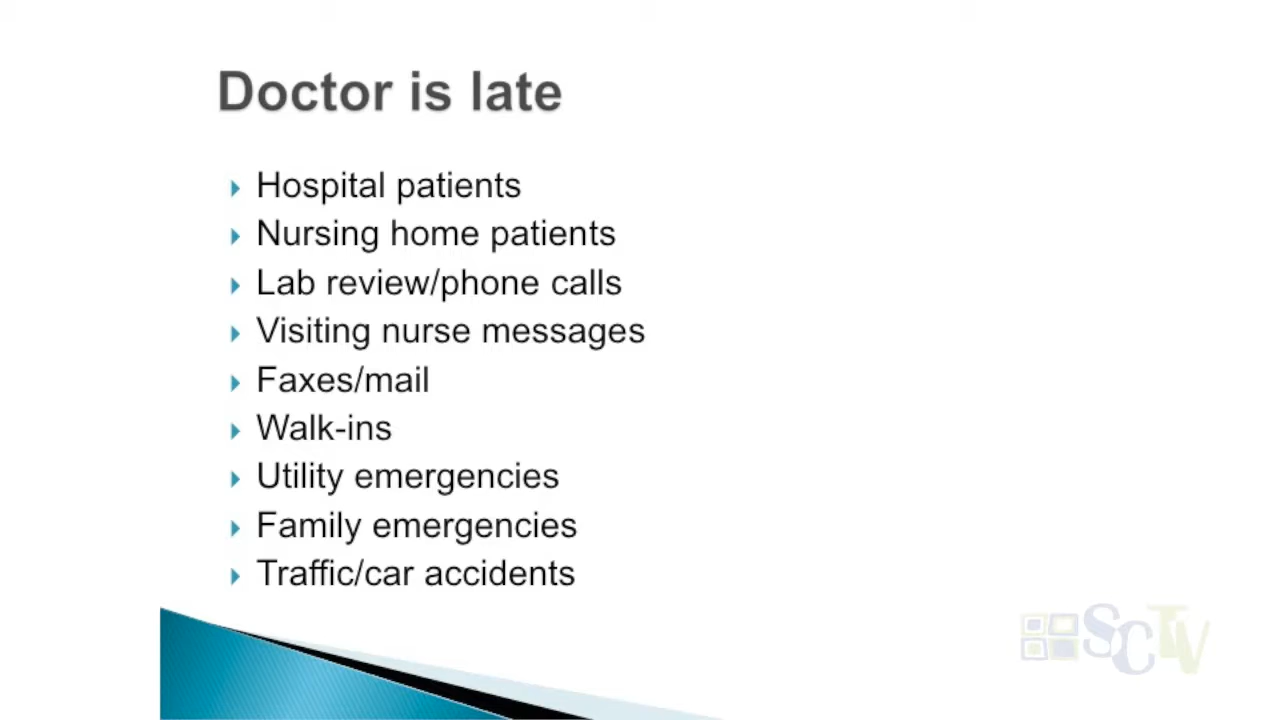 Doctor is late
Hospital patients
Nursing home patients
Lab review/phone calls
Visiting nurse messages
Faxes/mail
Walk-ins
Utility emergencies
Family emergencies
Traffic/car accidents
SCTV